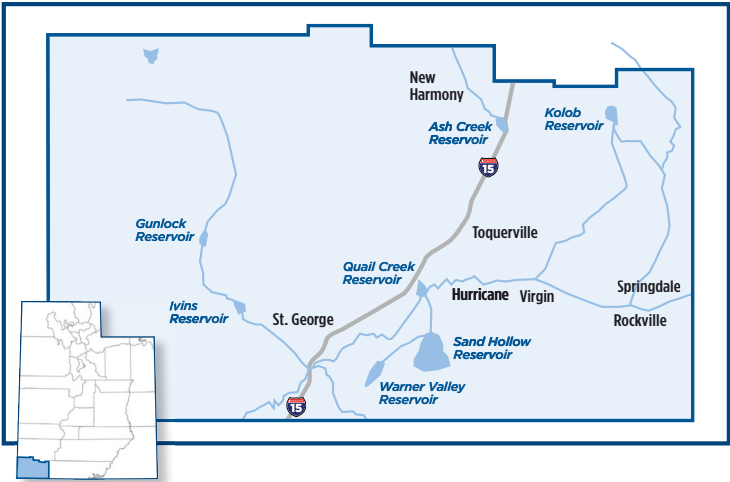 New
Harmony
Ash Creek
Reservoir
Kolob
Reservoir
15
Gunlock
Reservoir
Toquerville
Quail Creek
Reservoir
Hurricane
Virgin
Springdale
Rockville
Ivins
Reservoir
St. George
Sand Hollow
Reservoir
Warner Valley
Reservoir
15